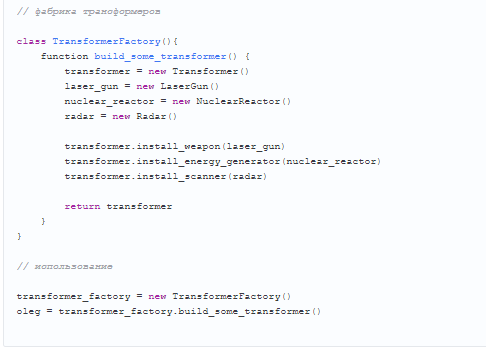 // фабрика трансформеров
class TransformerFactory(){
function build_some_transformer() {
transformer = new Transformer()
laser_gun = new LaserGun()
nuclear_reactor = new NuclearReactor()
radar = new Radar()
transformer.install_weapon(laser_gun)
transformer.install_energy_generator(nuclear_reactor)
transformer.install_scanner(radar)
return transformer
}
}
// использование
transformer_factory = new TransformerFactory()
oleg = transformer_factory.build_some_transformer()